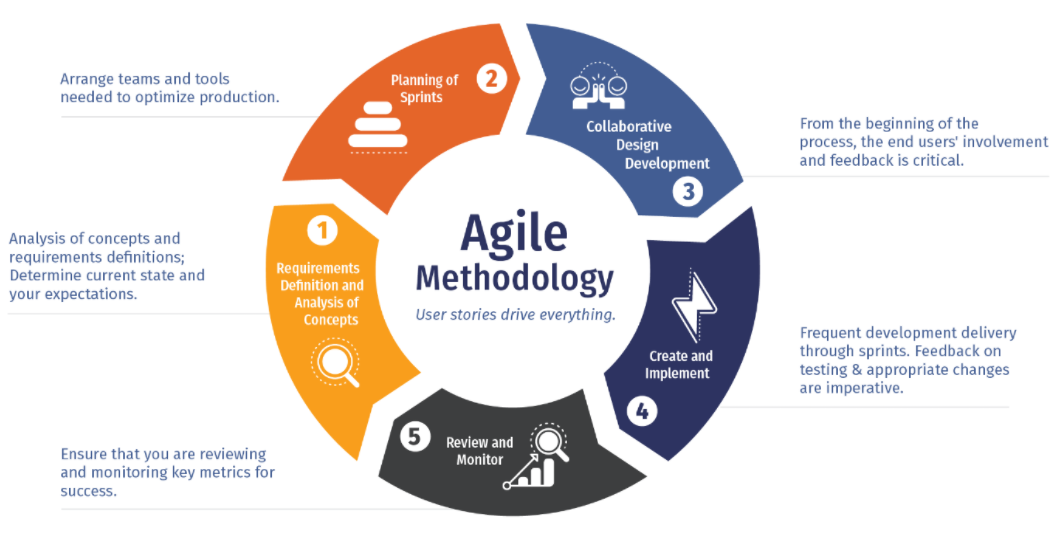 Agile
Methodology
User stories drive everything.
1
Requirements
Definition and
Analysis of
Concepts
Analysis of concepts and
requirements definitions;
Determine current state and
your expectations.
2
Planning of
Sprints
Arrange teams and tools
needed to optimize production.
Collaborative
Design
Development
3
From the beginning of the
process, the end users' involvement
and feedback is critical.
Create and
Implement
4
Frequent development delivery
through sprints. Feedback on
testing & appropriate changes
are imperative.
5
Review and
Monitor
Ensure that you are reviewing
and monitoring key metrics for
success.